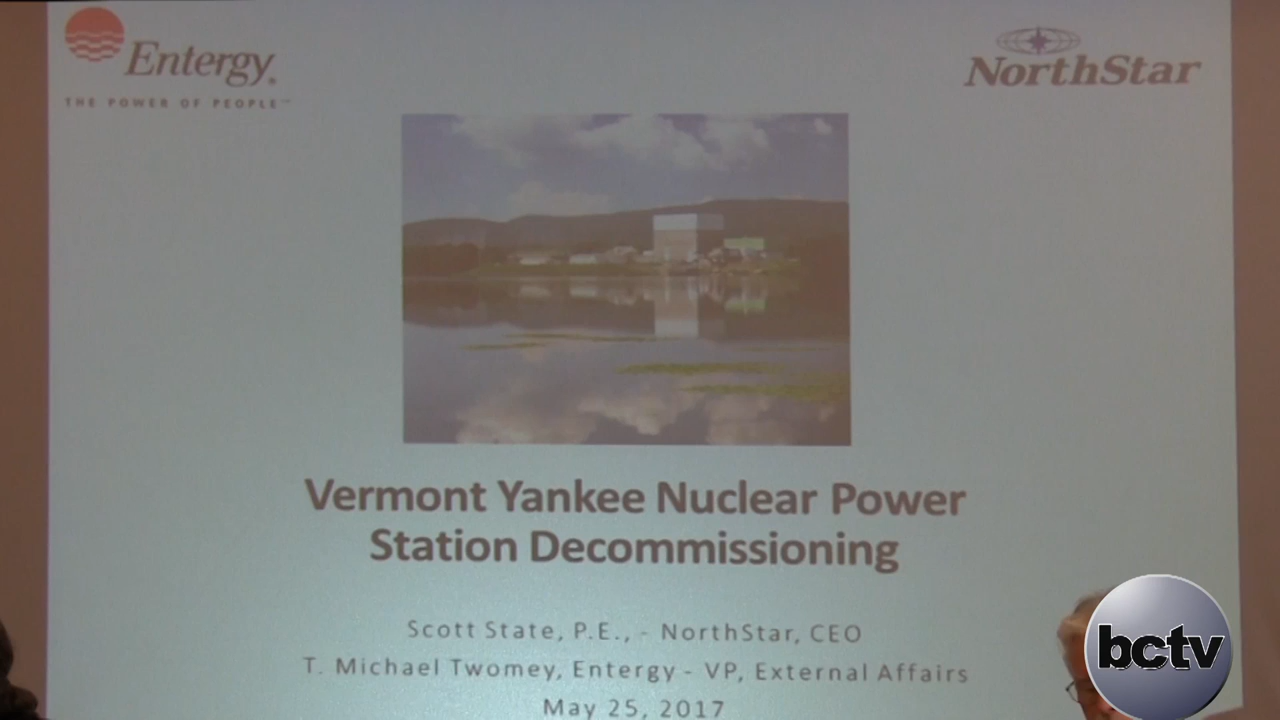 Entergy®
THE POWER OF PEOPLE™
NorthStar
Vermont Yankee Nuclear Power
Station Decommissioning
Scott State, P.E., - NorthStar, CEO
T. Michael Twomey, Entergy - VP, External Affairs
May 25, 2017
bctv